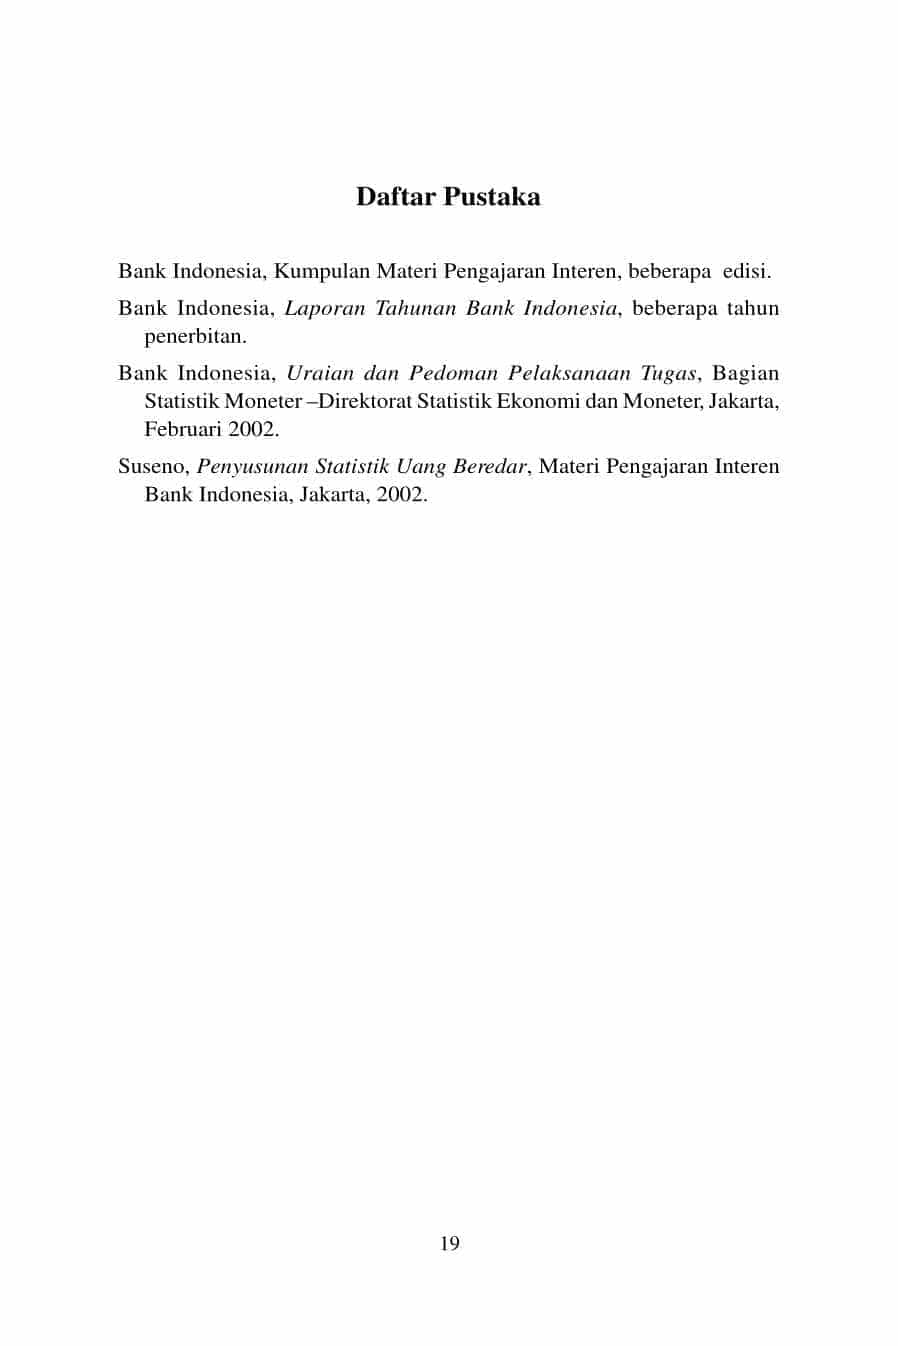 Daftar Pustaka
Bank Indonesia, Kumpulan Materi Pengajaran Interen, beberapa  edisi.
Bank Indonesia, Laporan Tahunan Bank Indonesia, beberapa tahun
penerbitan.
Bank Indonesia, Uraian dan Pedoman Pelaksanaan Tugas, Bagian
Statistik Moneter –Direktorat Statistik Ekonomi dan Moneter, Jakarta,
Februari 2002.
Suseno, Penyusunan Statistik Uang Beredar, Materi Pengajaran Interen
Bank Indonesia, Jakarta, 2002.
19